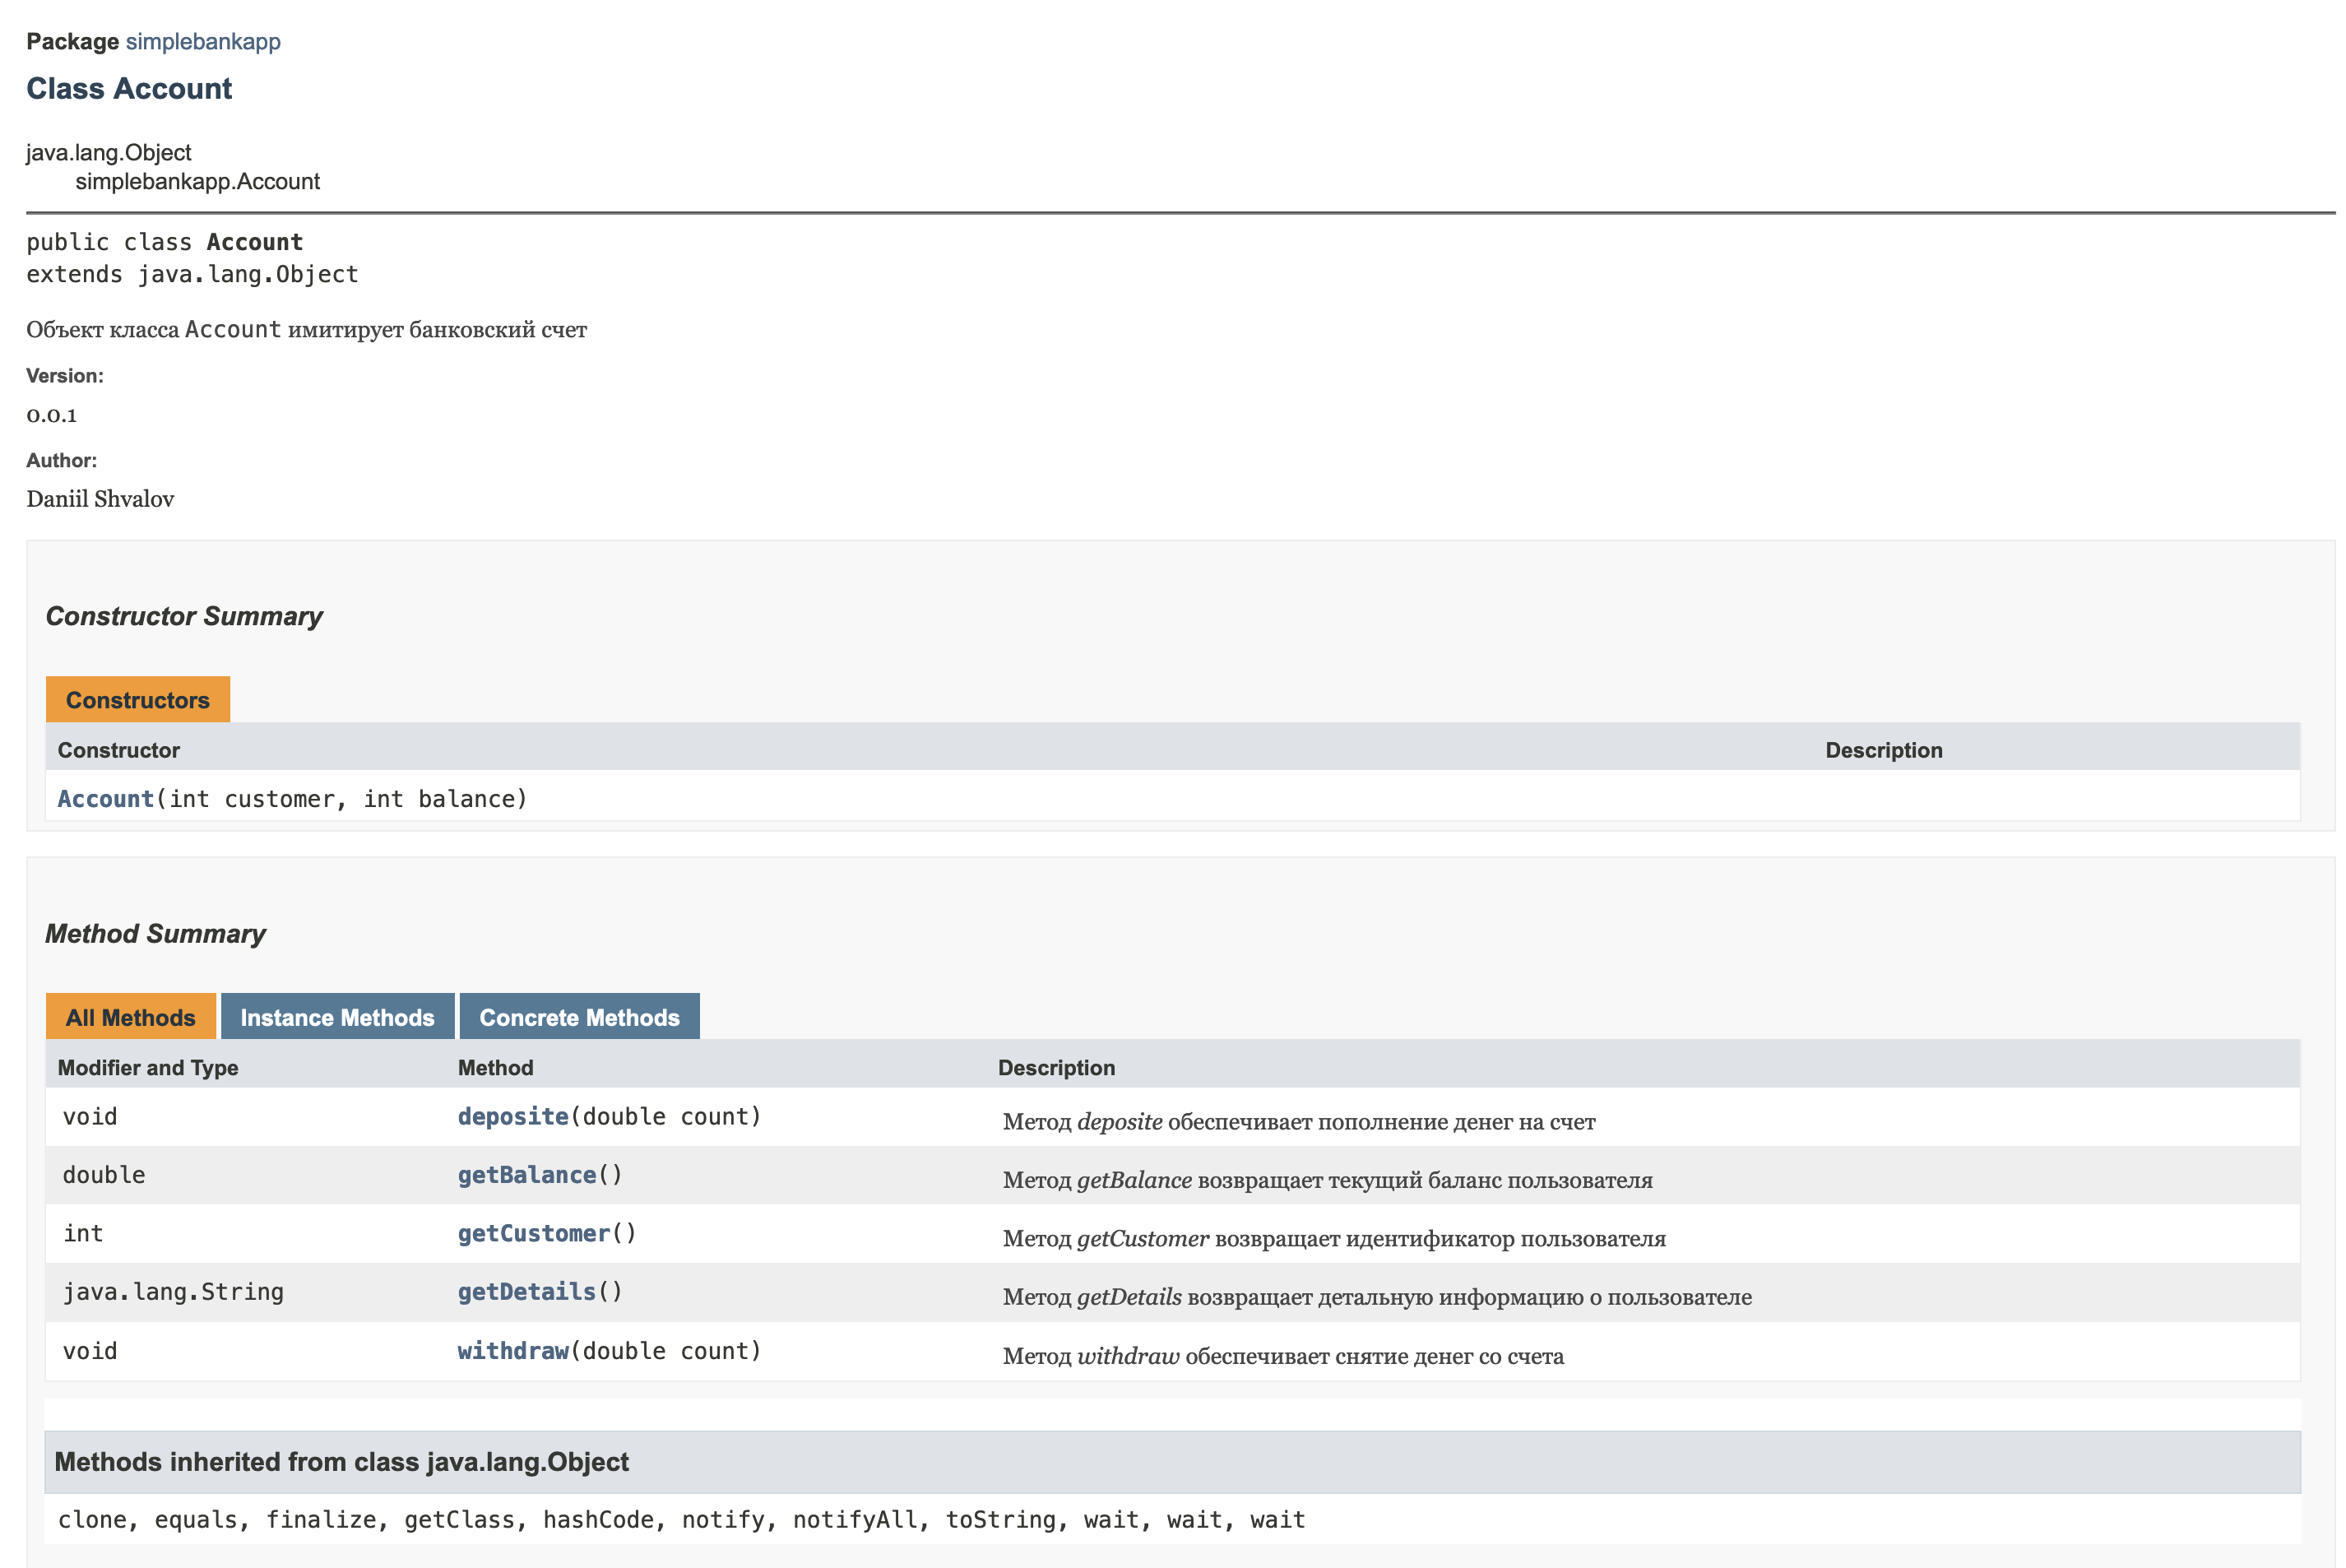 Package simplebankapp
Class Account
java.lang.Object
simplebankapp.Account
public class Account
extends java.lang.Object
Объект класса Account имитирует банковский счет
Version:
0.0.1
Author:
Daniil Shvalov
Constructor Summary
Constructors
Constructor Description
Account(int customer, int balance)
Method Summary
All Methods Instance Methods Concrete Methods
Modifier and Type Method Description
void deposite(double count) Метод deposite обеспечивает пополнение денег на счет
double getBalance() Метод getBalance возвращает текущий баланс пользователя
int getCustomer() Метод getCustomer возвращает идентификатор пользователя
java.lang.String getDetails() Метод getDetails возвращает детальную информацию о пользователе
void withdraw(double count) Метод withdraw обеспечивает снятие денег со счета
Methods inherited from class java.lang.Object
clone, equals, finalize, getClass, hashCode, notify, notifyAll, toString, wait, wait, wait